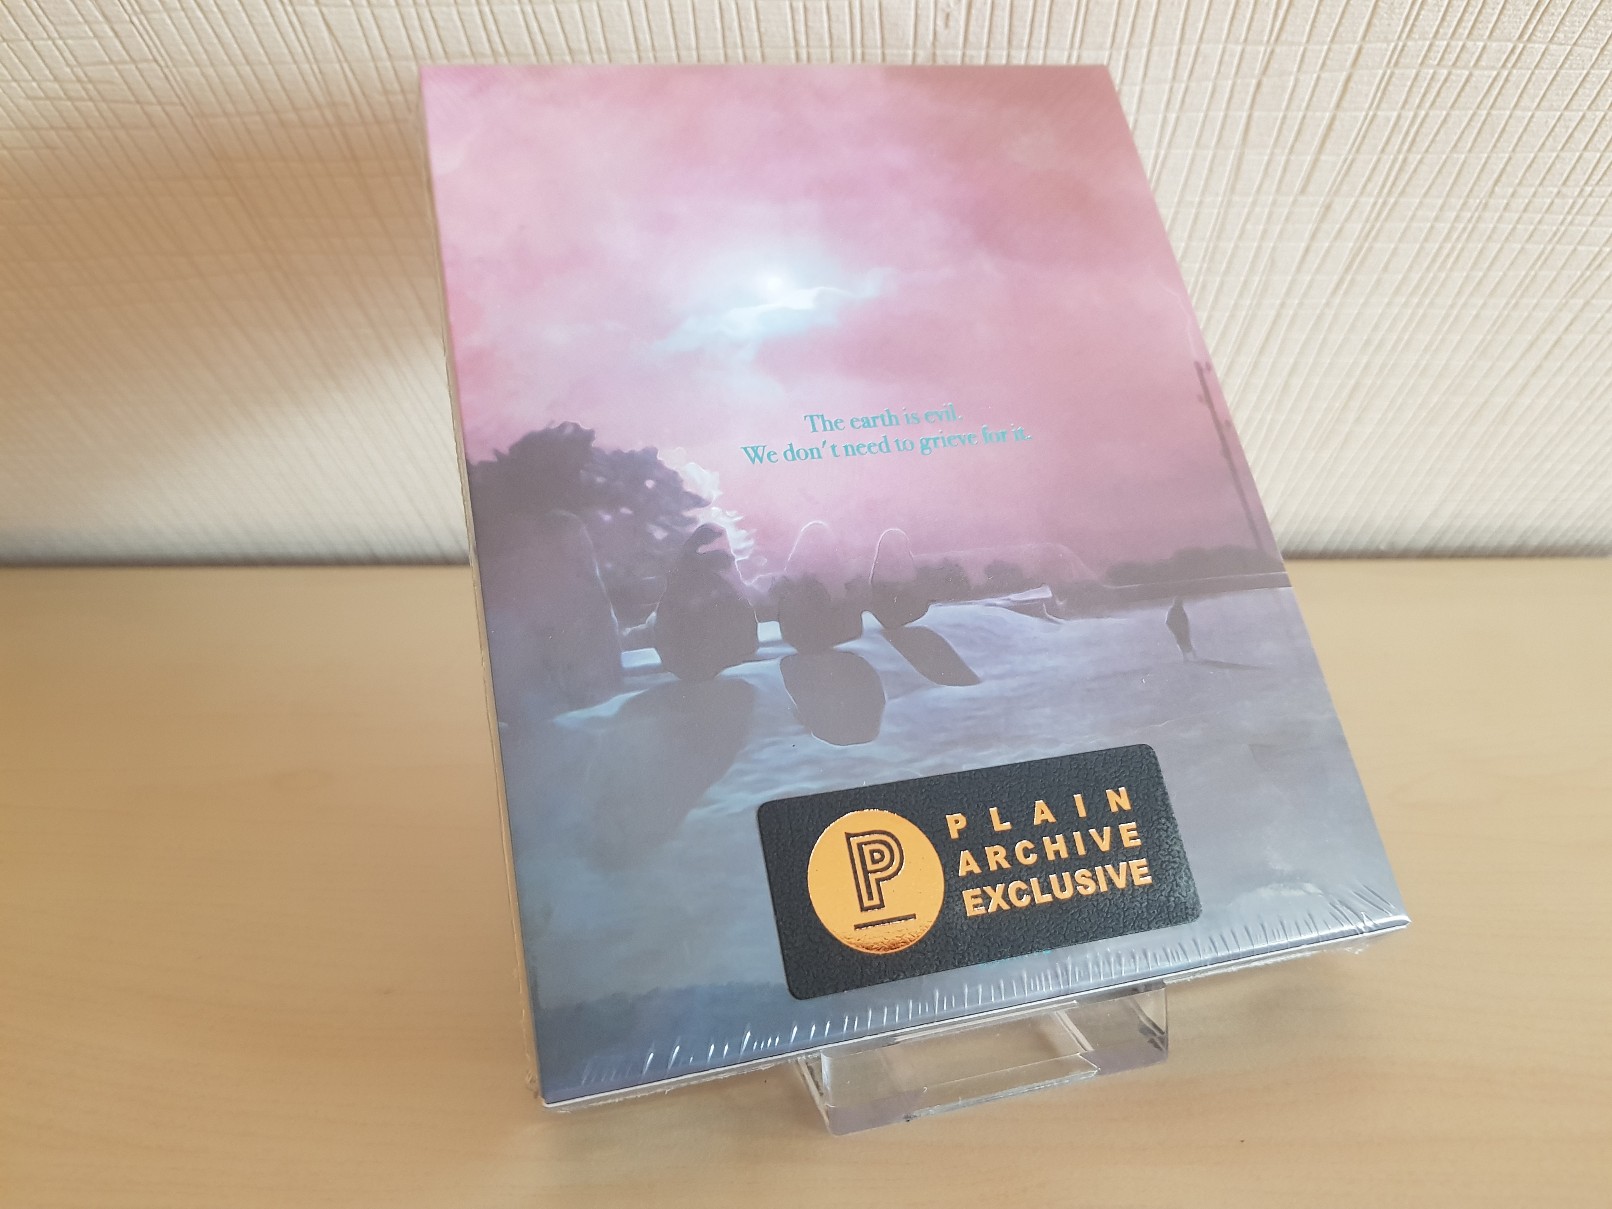 The earth is evil.
We don't need to grieve for it.
P
PLAIN
ARCHIVE
EXCLUSIVE